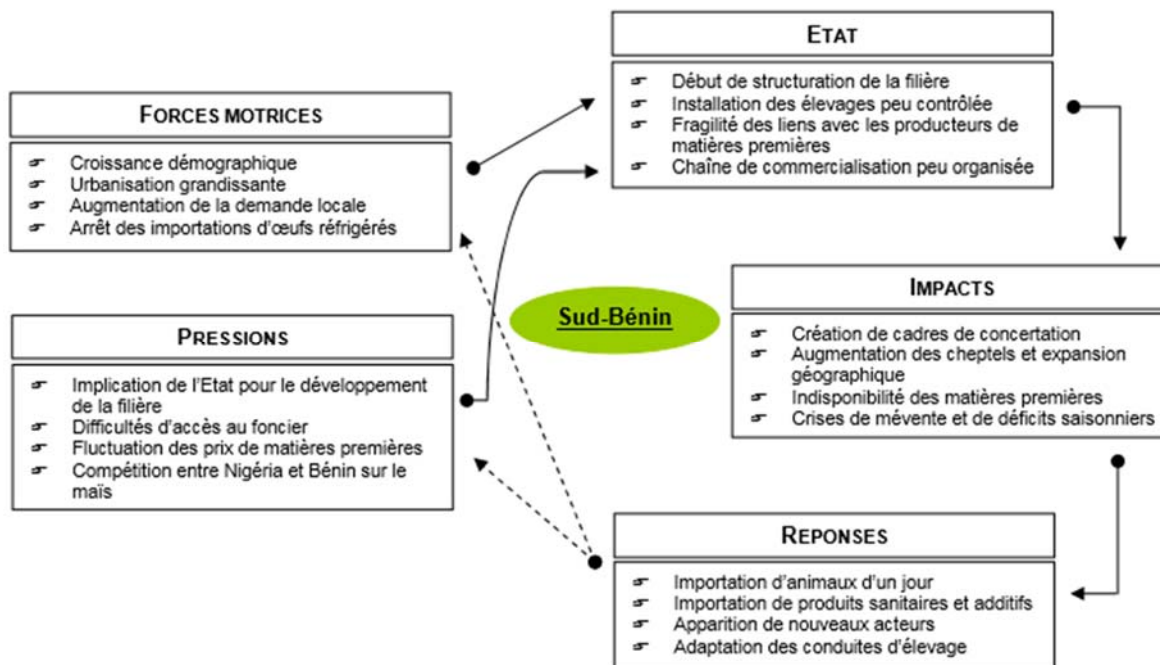 FORCES MOTRICES
Croissance démographique
Urbanisation grandissante
Augmentation de la demande locale
Arrêt des importations d'œufs réfrigérés
PRESSIONS
Implication de l'Etat pour le développement
de la filière
Difficultés d'accès au foncier
Fluctuation des prix de matières premières
Compétition entre Nigéria et Bénin sur le
maïs
ETAT
Début de structuration de la filière
Installation des élevages peu contrôlée
Fragilité des liens avec les producteurs de
matières premières
Chaîne de commercialisation peu organisée
Sud-Bénin
IMPACTS
Création de cadres de concertation
Augmentation des cheptels et expansion
géographique
Indisponibilité des matières premières
Crises de mévente et de déficits saisonniers
REPONSES
Importation d'animaux d'un jour
Importation de produits sanitaires et additifs
Apparition de nouveaux acteurs
Adaptation des conduites d'élevage